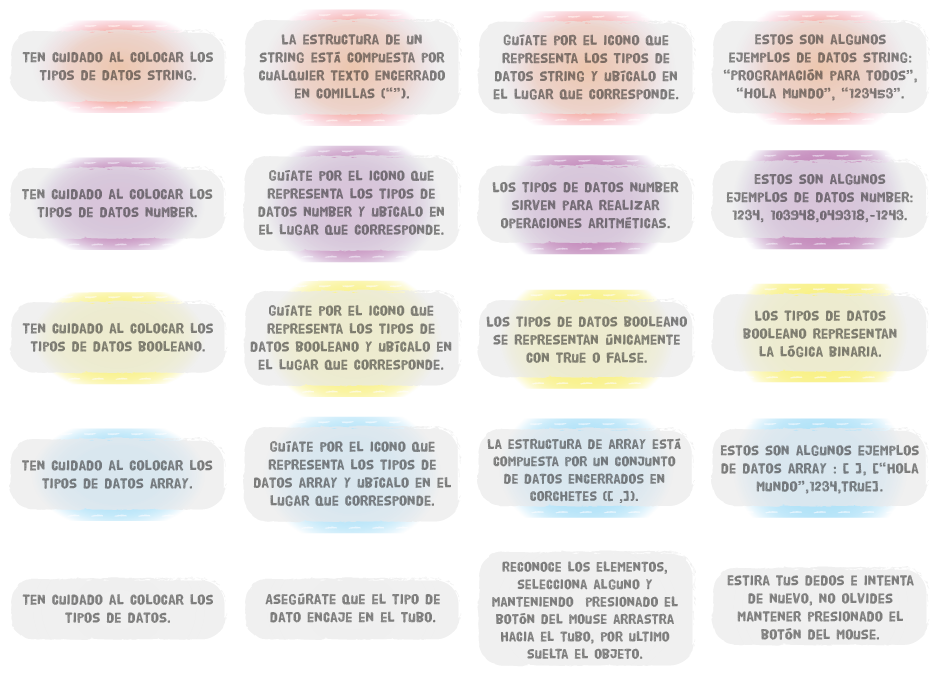 TEN CUIDADO AL COLOCAR LOS
TIPOS DE DATOS STRING.
LA ESTRUCTURA DE UN
STRING ESTÁ COMPUESTA POR
CUALQUIER TEXTO ENCERRADO
EN COMILLAS (“”).
GUÍATE POR EL ICONO QUE
REPRESENTA LOS TIPOS DE
DATOS STRING Y UBÍCALO EN
EL LUGAR QUE CORRESPONDE.
ESTOS SON ALGUNOS
EJEMPLOS DE DATOS STRING:
“PROGRAMACIÓN PARA TODOS”,
“HOLA MUNDO”, “123453”.
TEN CUIDADO AL COLOCAR LOS
TIPOS DE DATOS NUMBER.
GUÍATE POR EL ICONO QUE
REPRESENTA LOS TIPOS DE
DATOS NUMBER Y UBÍCALO EN
EL LUGAR QUE CORRESPONDE.
LOS TIPOS DE DATOS NUMBER
SIRVEN PARA REALIZAR
OPERACIONES ARITMÉTICAS.
ESTOS SON ALGUNOS
EJEMPLOS DE DATOS NUMBER:
1234, 103948,049318,-1243.
TEN CUIDADO AL COLOCAR LOS
TIPOS DE DATOS BOOLEANO.
GUÍATE POR EL ICONO QUE
REPRESENTA LOS TIPOS DE
DATOS BOOLEANO Y UBÍCALO EN
EL LUGAR QUE CORRESPONDE.
LOS TIPOS DE DATOS BOOLEANO
SE REPRESENTAN ÚNICAMENTE
CON TRUE O FALSE.
LOS TIPOS DE DATOS
BOOLEANO REPRESENTAN
LA LÓGICA BINARIA.
TEN CUIDADO AL COLOCAR LOS
TIPOS DE DATOS ARRAY.
GUÍATE POR EL ICONO QUE
REPRESENTA LOS TIPOS DE
DATOS ARRAY Y UBÍCALO EN EL
LUGAR QUE CORRESPONDE.
LA ESTRUCTURA DE ARRAY ESTÁ
COMPUESTA POR UN CONJUNTO
DE DATOS ENCERRADOS EN
CORCHETES ([ ,]).
ESTOS SON ALGUNOS EJEMPLOS
DE DATOS ARRAY : [ ], [“HOLA
MUNDO”,1234,TRUE].
TEN CUIDADO AL COLOCAR LOS
TIPOS DE DATOS.
ASEGÚRATE QUE EL TIPO DE
DATO ENCAJE EN EL TUBO.
RECONOCE LOS ELEMENTOS,
SELECCIONA ALGUNO Y
MANTENIENDO PRESIONADO EL
BOTÓN DEL MOUSE ARRASTRA
HACIA EL TUBO, POR ULTIMO
SUELTA EL OBJETO.
ESTIRA TUS DEDOS E INTENTA
DE NUEVO, NO OLVIDES
MANTENER PRESIONADO EL
BOTÓN DEL MOUSE.